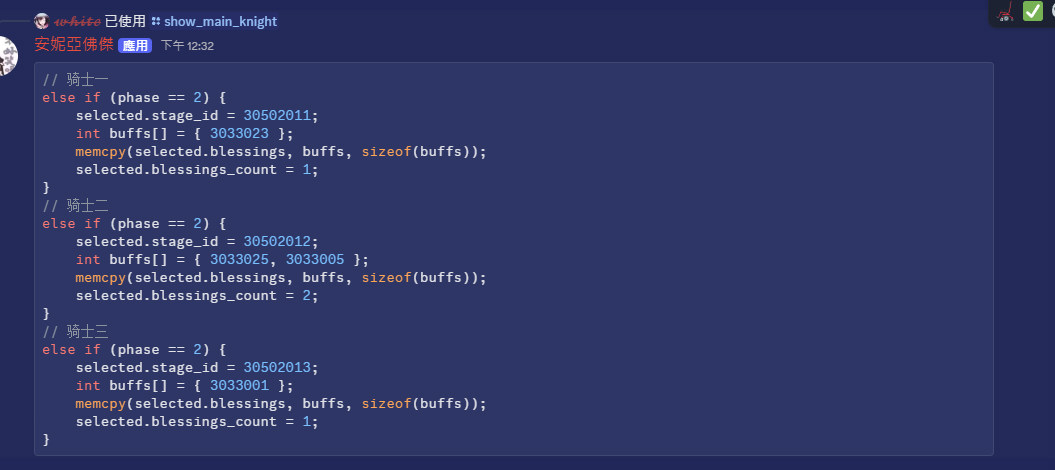 white 已使用 show_main_knight
安妮亞佛傑 應用 下午 12:32
// 骑士一
else if (phase == 2) {
    selected.stage_id = 30502011;
    int buffs[] = { 3033023 };
    memcpy(selected.blessings, buffs, sizeof(buffs));
    selected.blessings_count = 1;
}
// 骑士二
else if (phase == 2) {
    selected.stage_id = 30502012;
    int buffs[] = { 3033025, 3033005 };
    memcpy(selected.blessings, buffs, sizeof(buffs));
    selected.blessings_count = 2;
}
// 骑士三
else if (phase == 2) {
    selected.stage_id = 30502013;
    int buffs[] = { 3033001 };
    memcpy(selected.blessings, buffs, sizeof(buffs));
    selected.blessings_count = 1;
}